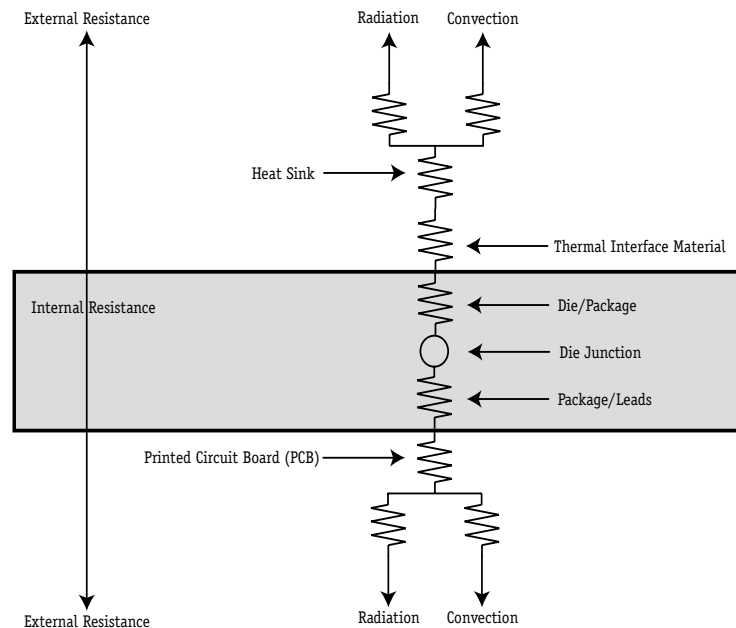 External Resistance
Radiation
Convection
Heat Sink
Thermal Interface Material
Internal Resistance
Die/Package
Die Junction
Package/Leads
Printed Circuit Board (PCB)
External Resistance
Radiation
Convection